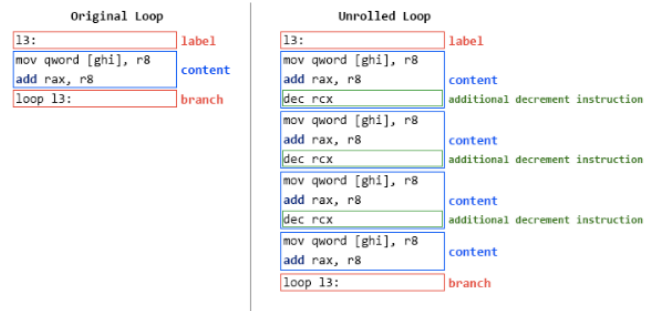 Original Loop
l3: label
mov qword [ghi], r8
add rax, r8
content
loop l3: branch
Unrolled Loop
l3: label
mov qword [ghi], r8
add rax, r8 content
dec rcx additional decrement instruction
mov qword [ghi], r8
add rax, r8 content
dec rcx additional decrement instruction
mov qword [ghi], r8
add rax, r8 content
dec rcx additional decrement instruction
mov qword [ghi], r8
add rax, r8
content
loop l3: branch